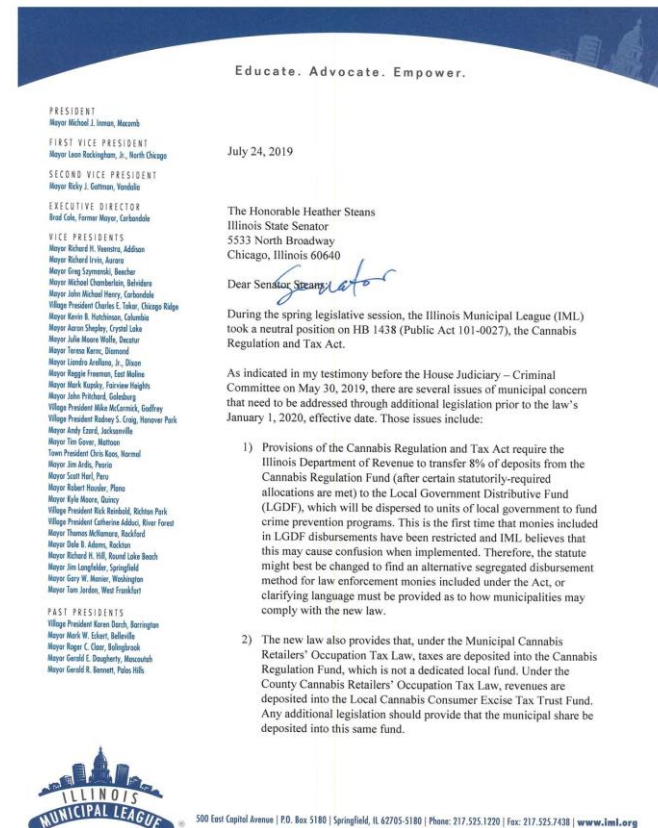 Educate. Advocate. Empower.
PRESIDENT
Mayor Michael J. Inman, Macomb
FIRST VICE PRESIDENT
Mayor Leon Rockingham, Jr., North Chicago
SECOND VICE PRESIDENT
Mayor Ricky J. Gottman, Vandalia
EXECUTIVE DIRECTOR
Brad Cole, Former Mayor, Carbondale
VICE PRESIDENTS
Mayor Richard H. Veenstra, Addison
Mayor Richard Irvin, Aurora
Mayor Greg Szymanski, Beecher
Mayor Michael Chamberlain, Belvidere
Mayor John Michael Henry, Carbondale
Village President Charles E. Tokar, Chicago Ridge
Mayor Kevin B. Hutchinson, Columbia
Mayor Aaron Shepley, Crystal Lake
Mayor Julie Moore Wolfe, Decatur
Mayor Teresa Kernc, Diamond
Mayor Liandro Arellano, Jr., Dixon
Mayor Reggie Freeman, East Moline
Mayor Mark Kupsky, Fairview Heights
Mayor John Pritchard, Galesburg
Village President Mike McCormick, Godfrey
Village President Rodney S. Craig, Hanover Park
Mayor Andy Ezard, Jacksonville
Mayor Tim Gover, Mattoon
Town President Chris Koos, Normal
Mayor Jim Ardis, Peoria
Mayor Scott Harl, Peru
Mayor Robert Hausler, Plano
Mayor Kyle Moore, Quincy
Village President Rick Reinbold, Richton Park
Village President Catherine Adduci, River Forest
Mayor Thomas McNamara, Rockford
Mayor Dale B. Adams, Rockton
Mayor Richard H. Hill, Round Lake Beach
Mayor Jim Langfelder, Springfield
Mayor Gary W. Manier, Washington
Mayor Tom Jordan, West Frankfort
PAST PRESIDENTS
Village President Karen Darch, Barrington
Mayor Mark W. Eckert, Belleville
Mayor Roger C. Claar, Bolingbrook
Mayor Gerald E. Daugherty, Mascoutah
Mayor Gerald R. Bennett, Palos Hills
July 24, 2019
The Honorable Heather Steans
Illinois State Senator
5533 North Broadway
Chicago, Illinois 60640
Dear Senator Steans:
Senator
During the spring legislative session, the Illinois Municipal League (IML)
took a neutral position on HB 1438 (Public Act 101-0027), the Cannabis
Regulation and Tax Act.
As indicated in my testimony before the House Judiciary – Criminal
Committee on May 30, 2019, there are several issues of municipal concern
that need to be addressed through additional legislation prior to the law's
January 1, 2020, effective date. Those issues include:
1) Provisions of the Cannabis Regulation and Tax Act require the
Illinois Department of Revenue to transfer 8% of deposits from the
Cannabis Regulation Fund (after certain statutorily-required
allocations are met) to the Local Government Distributive Fund
(LGDF), which will be dispersed to units of local government to fund
crime prevention programs. This is the first time that monies included
in LGDF disbursements have been restricted and IML believes that
this may cause confusion when implemented. Therefore, the statute
might best be changed to find an alternative segregated disbursement
method for law enforcement monies included under the Act, or
clarifying language must be provided as to how municipalities may
comply with the new law.
2) The new law also provides that, under the Municipal Cannabis
Retailers' Occupation Tax Law, taxes are deposited into the Cannabis
Regulation Fund, which is not a dedicated local fund. Under the
County Cannabis Retailers' Occupation Tax Law, revenues are
deposited into the Local Cannabis Consumer Excise Tax Trust Fund.
Any additional legislation should provide that the municipal share be
deposited into this same fund.
ILLINOIS
MUNICIPAL LEAGUE
500 East Capitol Avenue | P.O. Box 5180 | Springfield, IL 62705-5180 | Phone: 217.525.1220 | Fax: 217.525.7438 | www.iml.org